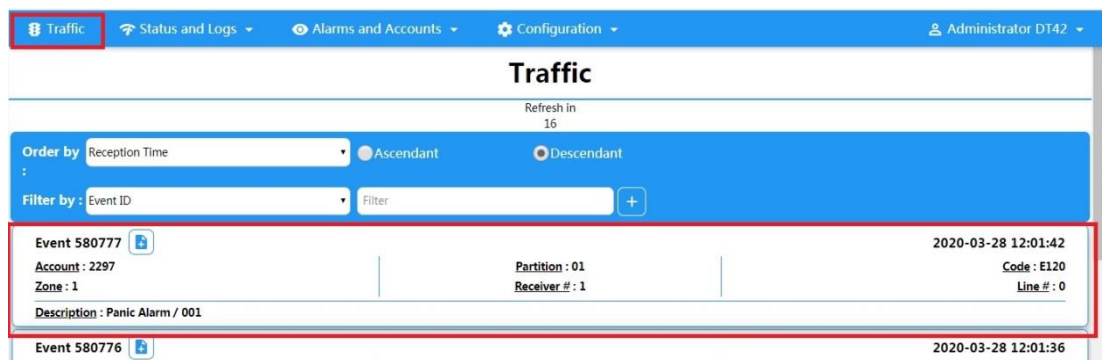 Traffic Status and Logs Alarms and Accounts Configuration Administrator DT42
Traffic
Refresh in
16
Order by : Reception Time Ascendant Descendant
Filter by : Event ID Filter +
Event 580777 2020-03-28 12:01:42
Account : 2297 Partition : 01 Code : E120
Zone : 1 Receiver # : 1 Line # : 0
Description : Panic Alarm / 001
Event 580776 2020-03-28 12:01:36